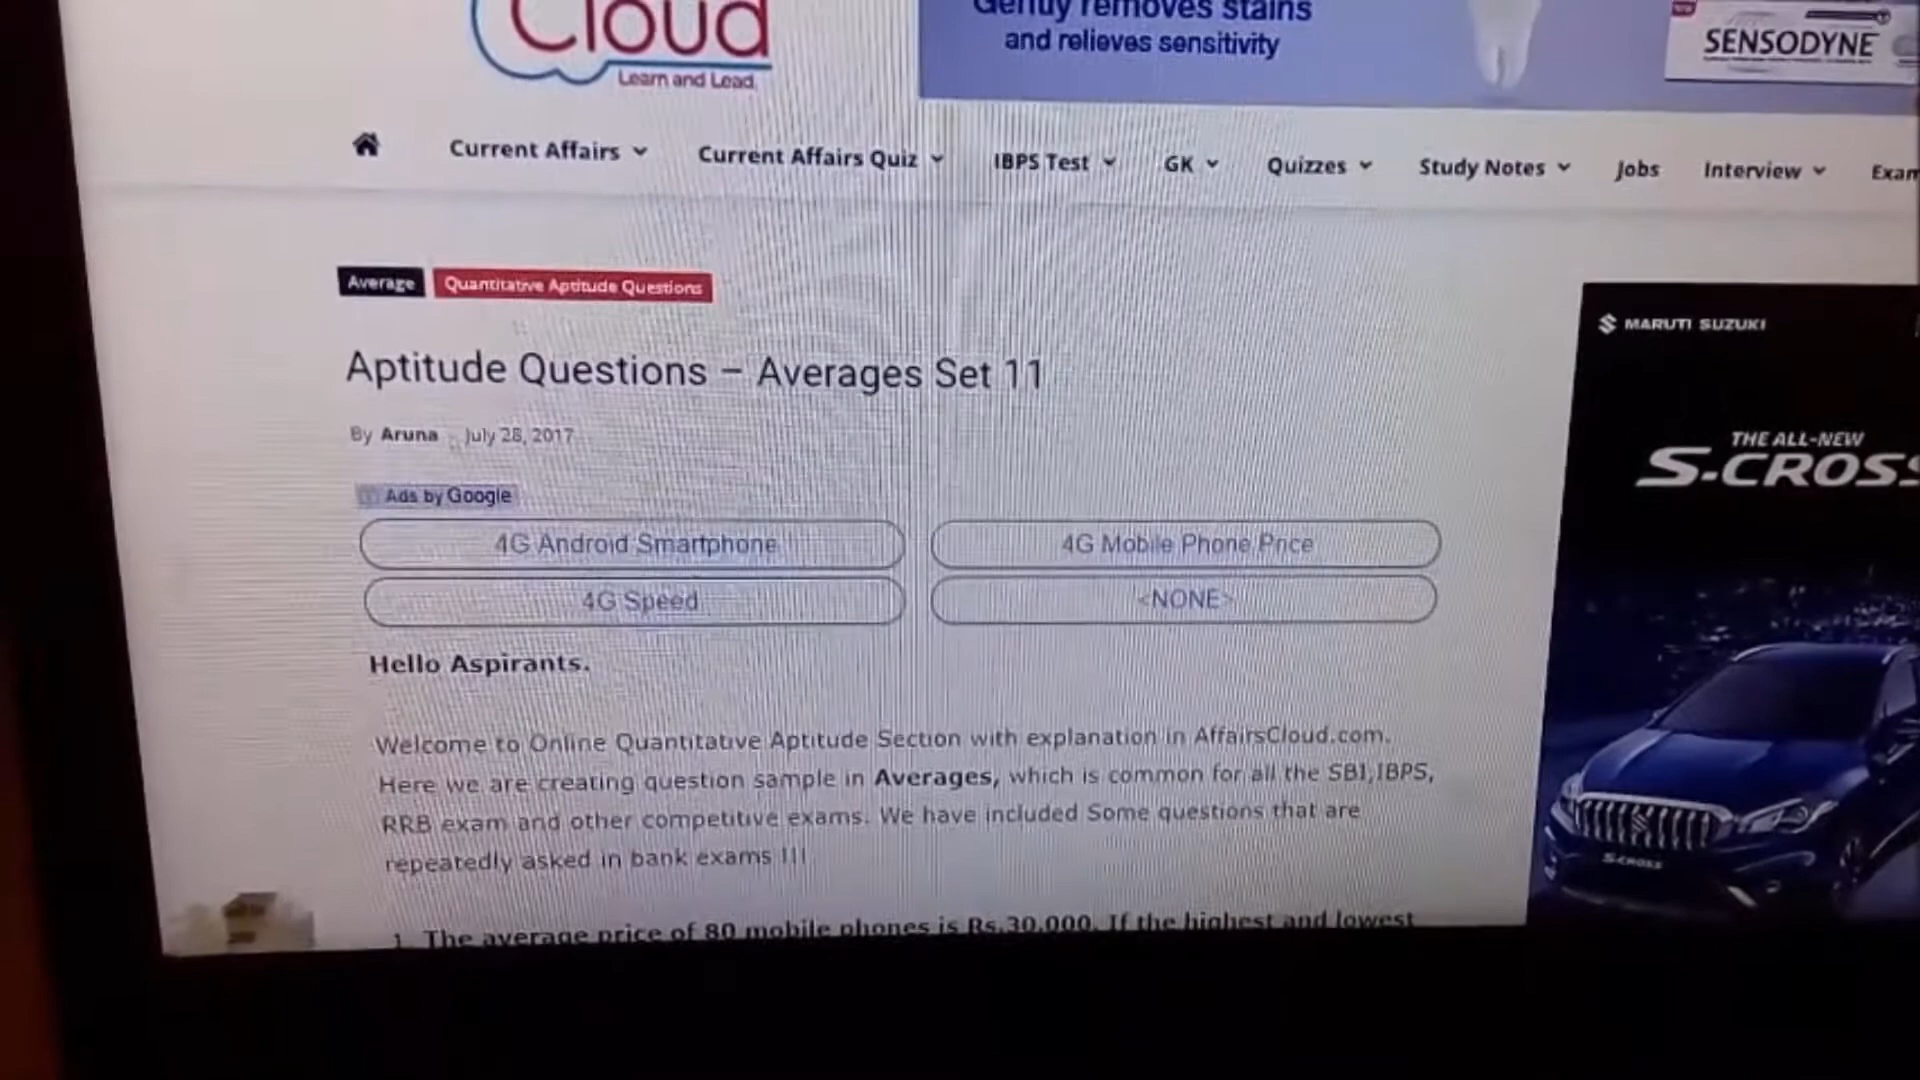 Cloud
Learn and Lead
Gently removes stains
and relieves sensitivity
SENSODYNE
Current Affairs
Current Affairs Quiz
IBPS Test
GK
Quizzes
Study Notes
Jobs
Interview
Exam
Average
Quantitative Aptitude Questions
Aptitude Questions – Averages Set 11
By Aruna July 28, 2017
Ads by Google
4G Android Smartphone
4G Mobile Phone Price
4G Speed
<NONE>
Hello Aspirants.
Welcome to Online Quantitative Aptitude Section with explanation in AffairsCloud.com.
Here we are creating question sample in Averages, which is common for all the SBI,IBPS,
RRB exam and other competitive exams. We have included Some questions that are
repeatedly asked in bank exams !!!
1. The average price of 80 mobile phones is Rs.30,000. If the highest and lowest
MARUTI SUZUKI
THE ALL-NEW
S-CROSS
S-CROSS